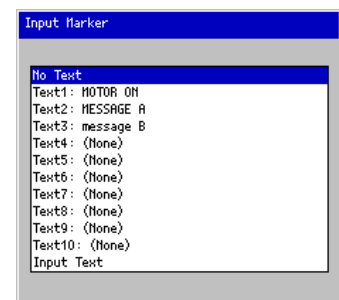 Input Marker
No Text
Text1: MOTOR ON
Text2: MESSAGE A
Text3: message B
Text4: (None)
Text5: (None)
Text6: (None)
Text7: (None)
Text8: (None)
Text9: (None)
Text10: (None)
Input Text